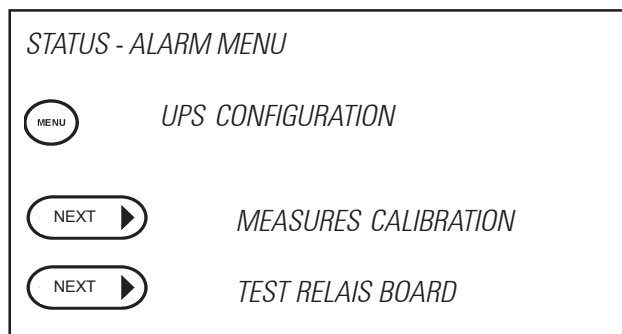 STATUS - ALARM MENU
MENU UPS CONFIGURATION
NEXT MEASURES CALIBRATION
NEXT TEST RELAIS BOARD